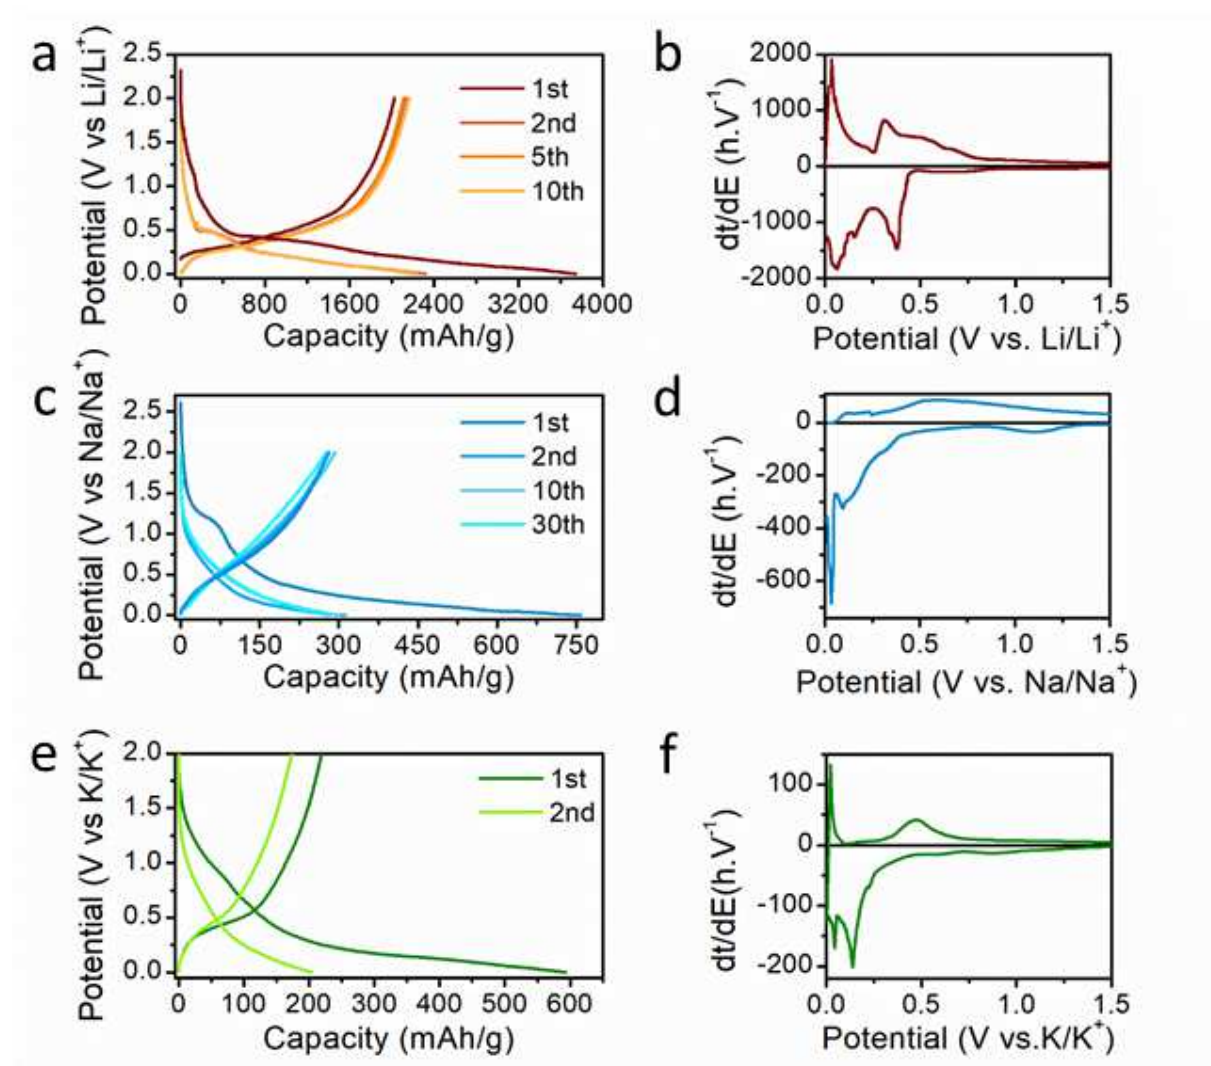 a
Potential (V vs Li/Li⁺)
2.5
2.0
1.5
1.0
0.5
0.0
1st
2nd
5th
10th
0 800 1600 2400 3200 4000
Capacity (mAh/g)
b
dt/dE (h.V⁻¹)
2000
1000
0
-1000
-2000
0.0 0.5 1.0 1.5
Potential (V vs. Li/Li⁺)
c
Potential (V vs Na/Na⁺)
2.5
2.0
1.5
1.0
0.5
0.0
1st
2nd
10th
30th
0 150 300 450 600 750
Capacity (mAh/g)
d
dt/dE (h.V⁻¹)
0
-200
-400
-600
0.0 0.5 1.0 1.5
Potential (V vs. Na/Na⁺)
e
Potential (V vs K/K⁺)
2.0
1.5
1.0
0.5
0.0
1st
2nd
0 100 200 300 400 500 600
Capacity (mAh/g)
f
dt/dE(h.V⁻¹)
100
0
-100
-200
0.0 0.5 1.0 1.5
Potential (V vs.K/K⁺)